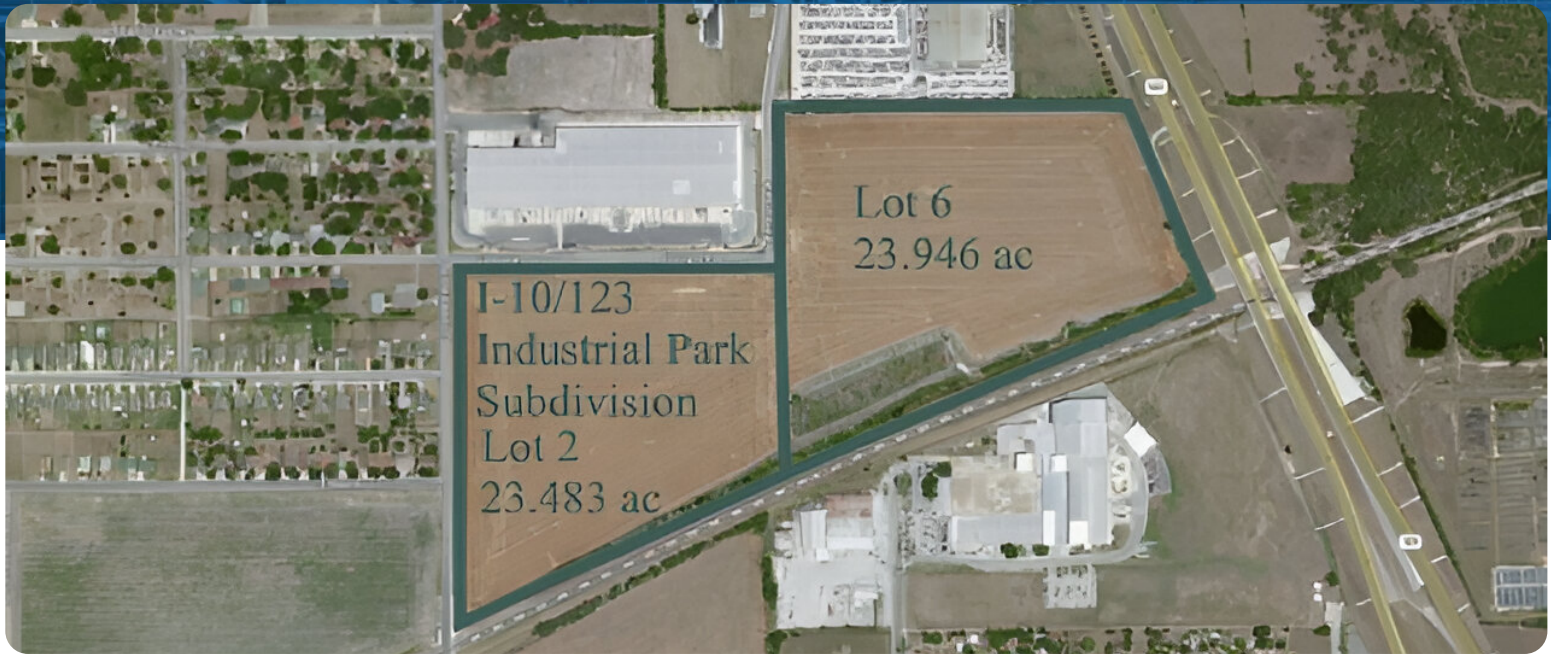 I-10/123
Industrial Park
Subdivision
Lot 2
23.483 ac
Lot 6
23.946 ac